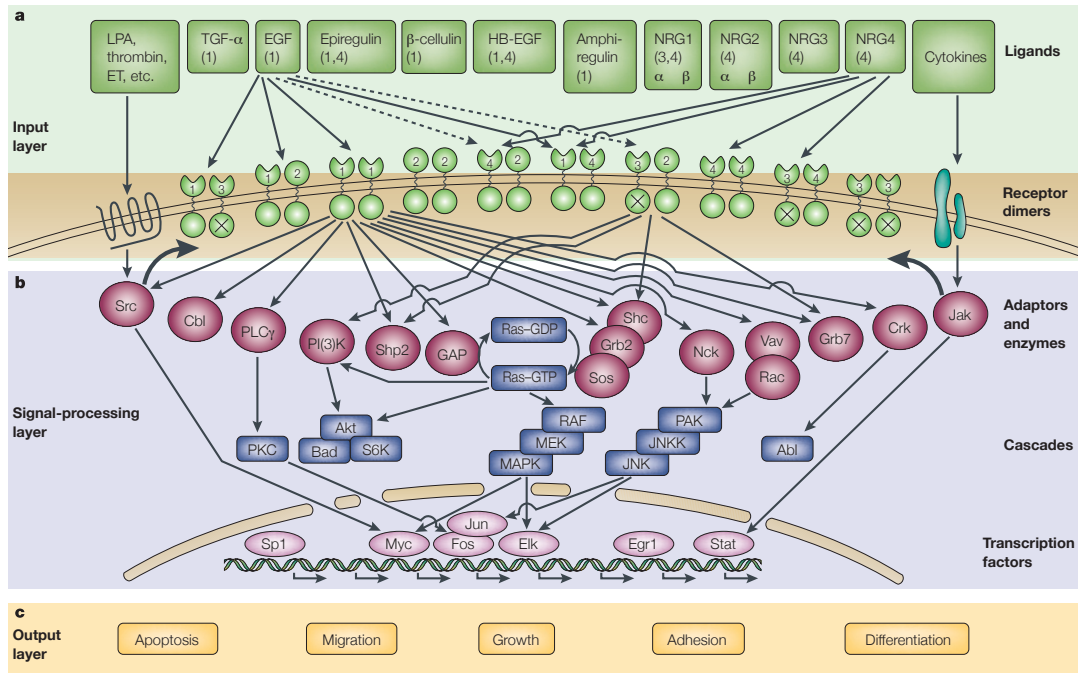 a
LPA,
thrombin,
ET, etc.
TGF-α
(1)
EGF
(1)
Epiregulin
(1,4)
β-cellulin
(1)
HB-EGF
(1,4)
Amphi-
regulin
(1)
NRG1
(3,4)
α β
NRG2
(4)
α β
NRG3
(4)
NRG4
(4)
Cytokines
Ligands
Input
layer
1 3
1 2
1 1
2 2
4 2
1 4
3 2
4 4
3 4
3 3
Receptor
dimers
b
Src
Cbl
PLCγ
PI(3)K
Shp2
GAP
Ras–GDP
Ras–GTP
Shc
Grb2
Sos
Nck
Vav
Rac
Grb7
Crk
Jak
Adaptors and
enzymes
Signal-processing
layer
PKC
Akt
Bad
S6K
RAF
MEK
MAPK
PAK
JNKK
JNK
Abl
Cascades
Sp1
Myc
Jun
Fos
Elk
Egr1
Stat
Transcription
factors
c
Output
layer
Apoptosis
Migration
Growth
Adhesion
Differentiation